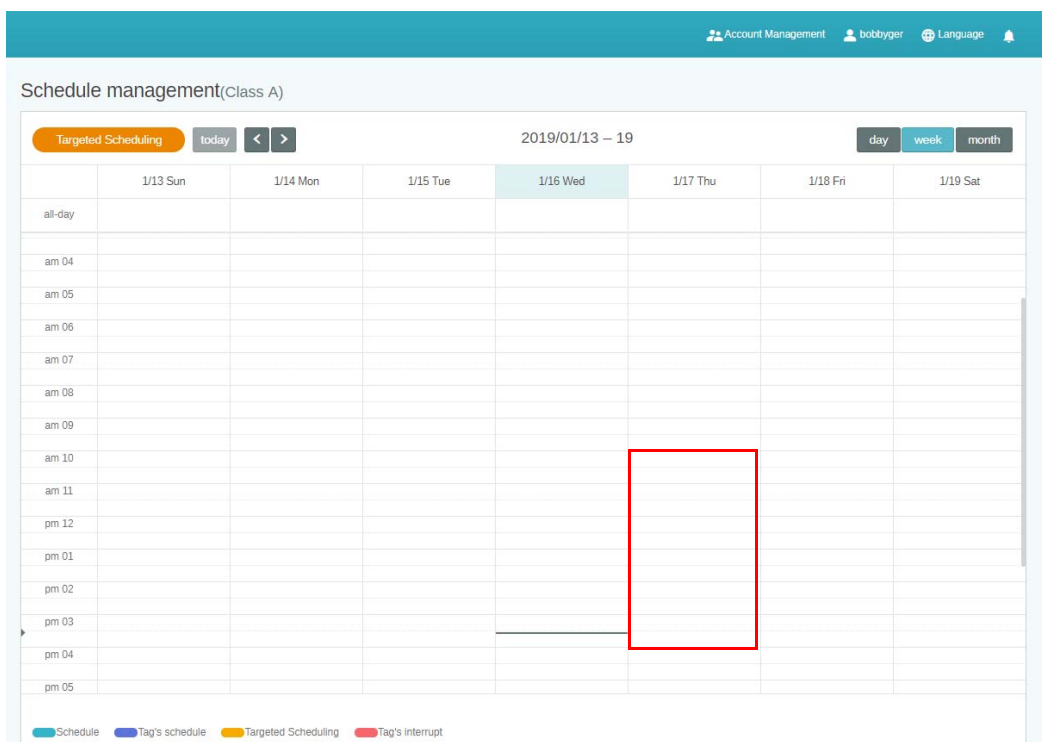 Account Management bobbyger Language
Schedule management(Class A)
Targeted Scheduling today < > 2019/01/13 – 19 day week month
1/13 Sun 1/14 Mon 1/15 Tue 1/16 Wed 1/17 Thu 1/18 Fri 1/19 Sat
all-day
am 04
am 05
am 06
am 07
am 08
am 09
am 10
am 11
pm 12
pm 01
pm 02
pm 03
pm 04
pm 05
Schedule Tag's schedule Targeted Scheduling Tag's interrupt